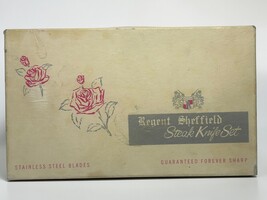 Regent Sheffield
Steak Knife Set
STAINLESS STEEL BLADES
GUARANTEED FOREVER SHARP